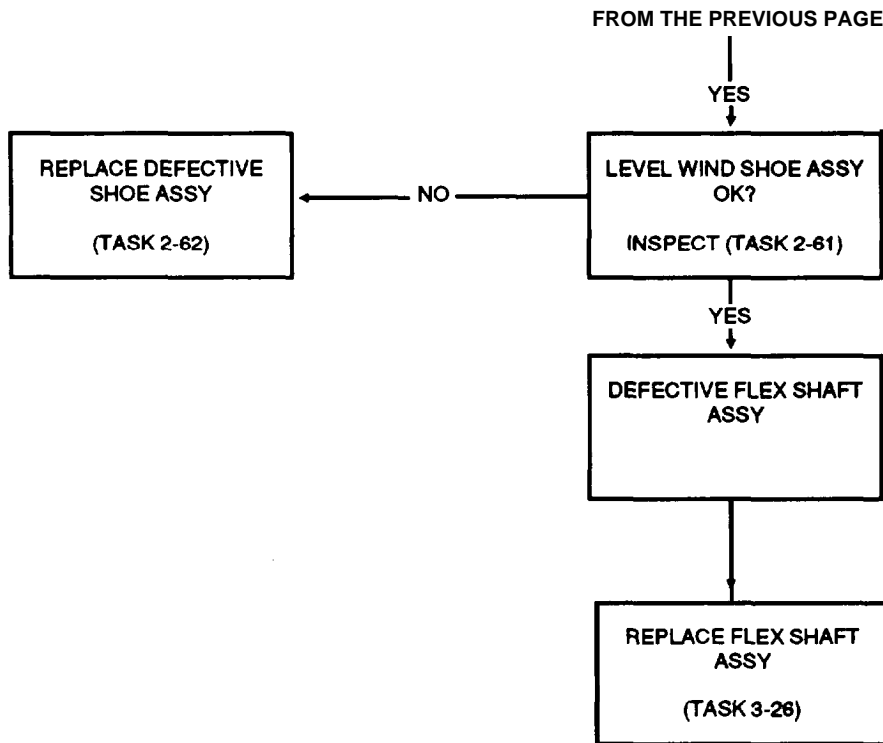 FROM THE PREVIOUS PAGE
YES
LEVEL WIND SHOE ASSY
OK?
INSPECT (TASK 2-61)
NO
REPLACE DEFECTIVE
SHOE ASSY
(TASK 2-62)
YES
DEFECTIVE FLEX SHAFT
ASSY
REPLACE FLEX SHAFT
ASSY
(TASK 3-26)